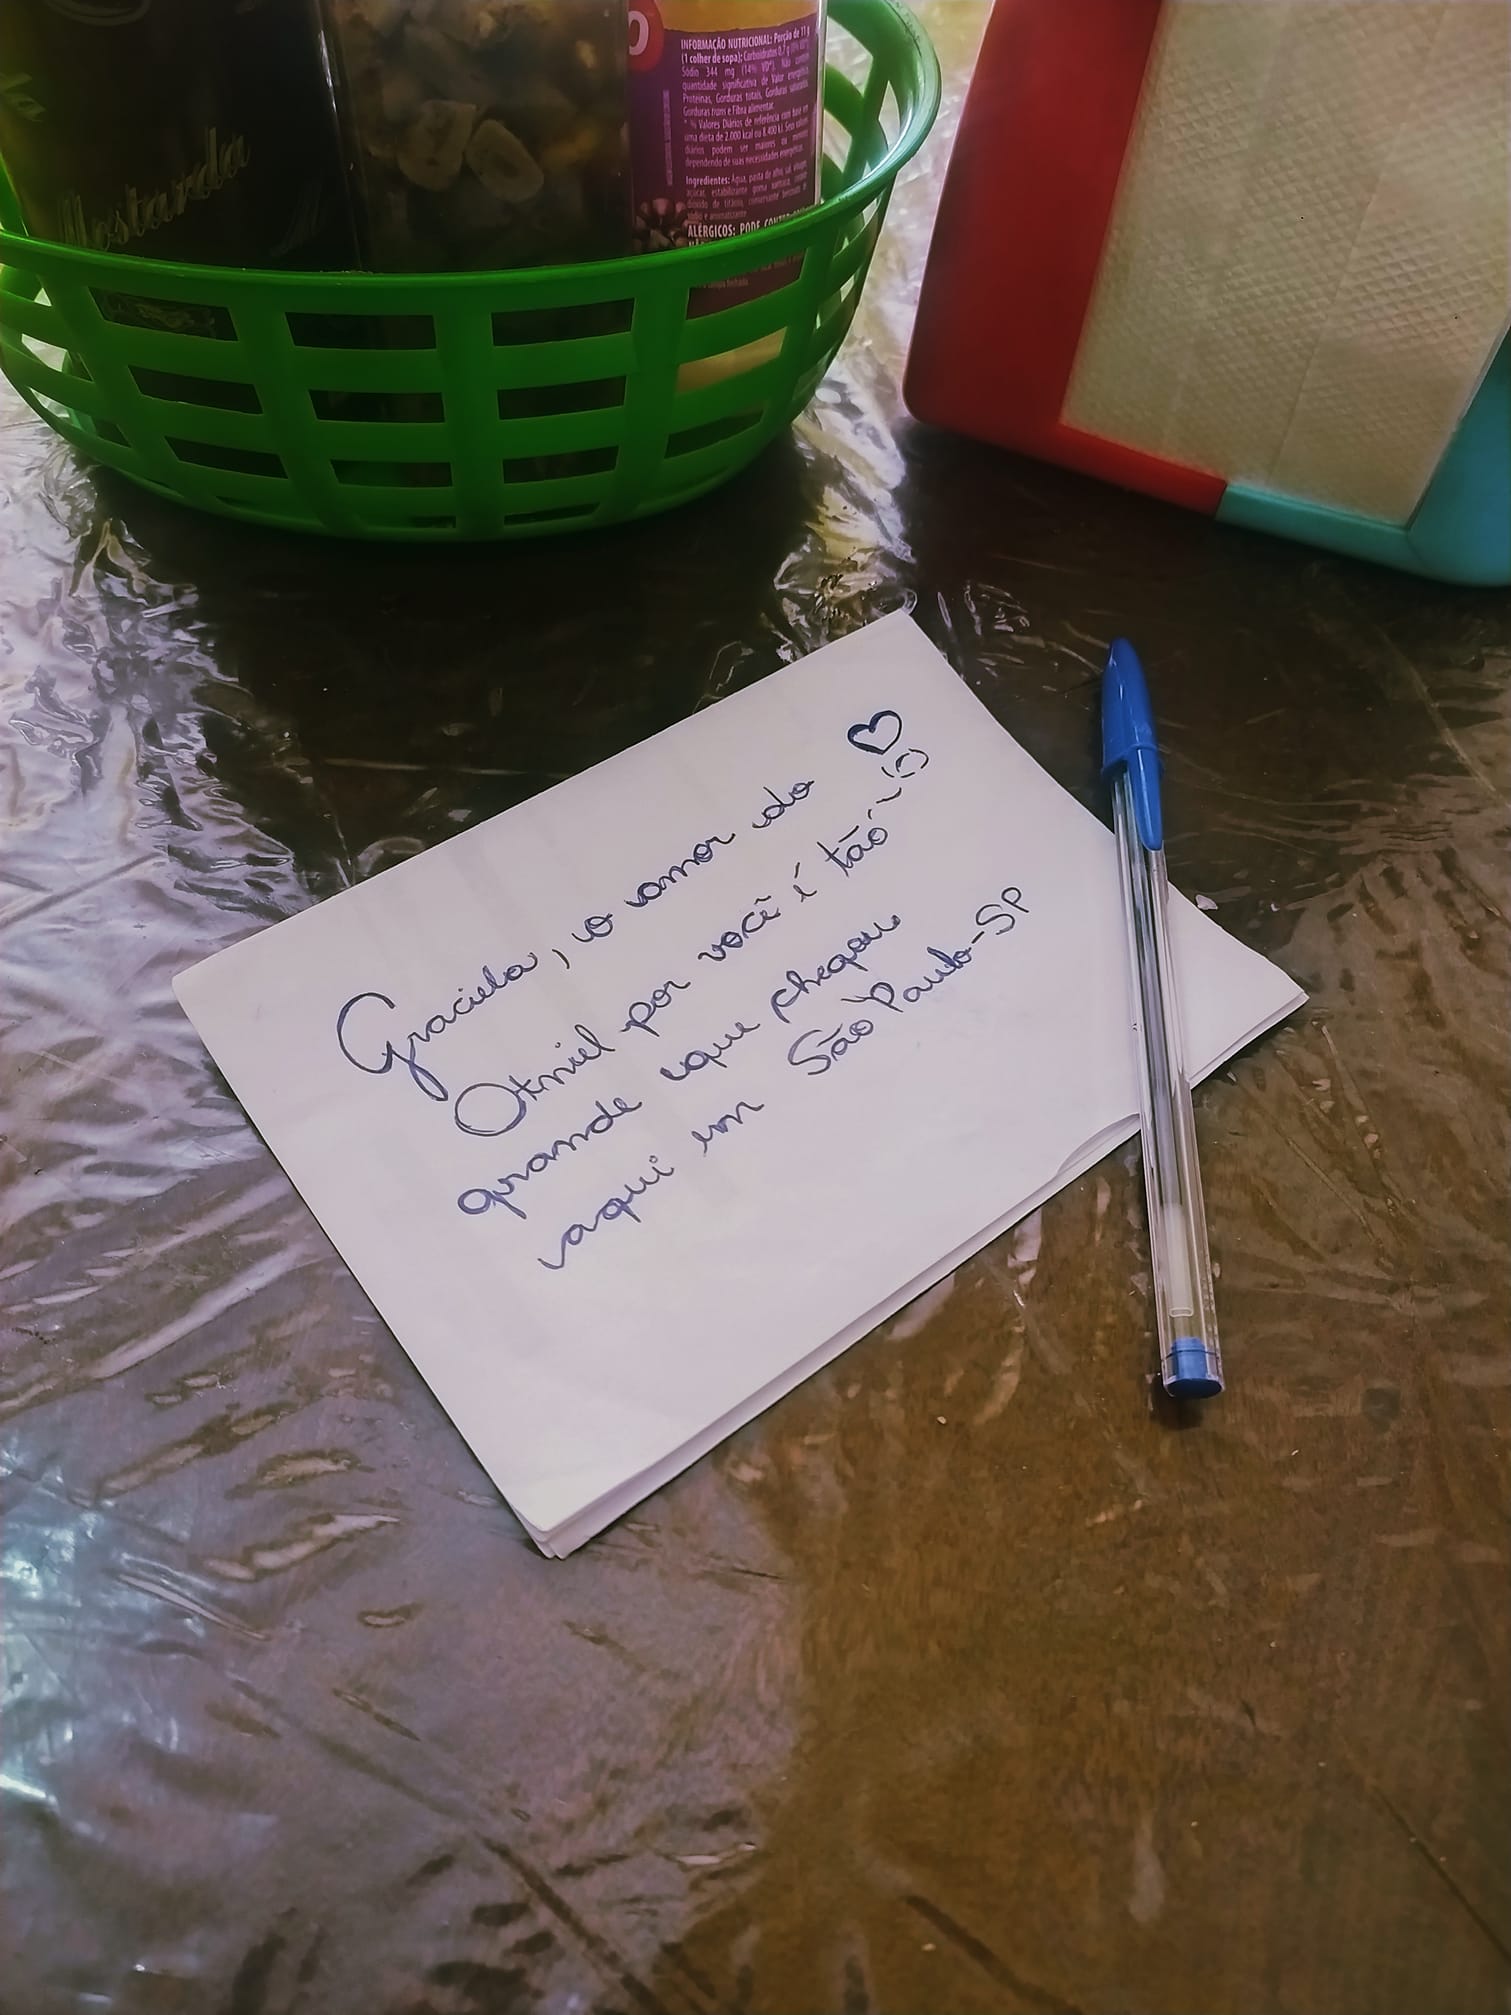 Mostarda
INFORMAÇÃO NUTRICIONAL: Porção de 11 g
(1 colher de sopa); Carboidratos 0,7 g (0% VD*)
Sódio 344 mg (14% VD*). Não contém
quantidade significativa de Valor energético
Proteínas, Gorduras totais, Gorduras saturadas
Gorduras trans e Fibra alimentar.
* % Valores Diários de referência com base em
uma dieta de 2.000 kcal ou 8.400 kJ. Seus valores
diários podem ser maiores ou menores
dependendo de suas necessidades energéticas.
Ingredientes: Água, pasta de alho, sal, vinagre
açúcar, estabilizante goma xantana, corante
dióxido de titânio, conservante
sódio e aromatizante
ALÉRGICOS: PODE CONTER
Graciela, o amor do
Otniel por você é tão
grande que chegou
aqui em São Paulo-SP